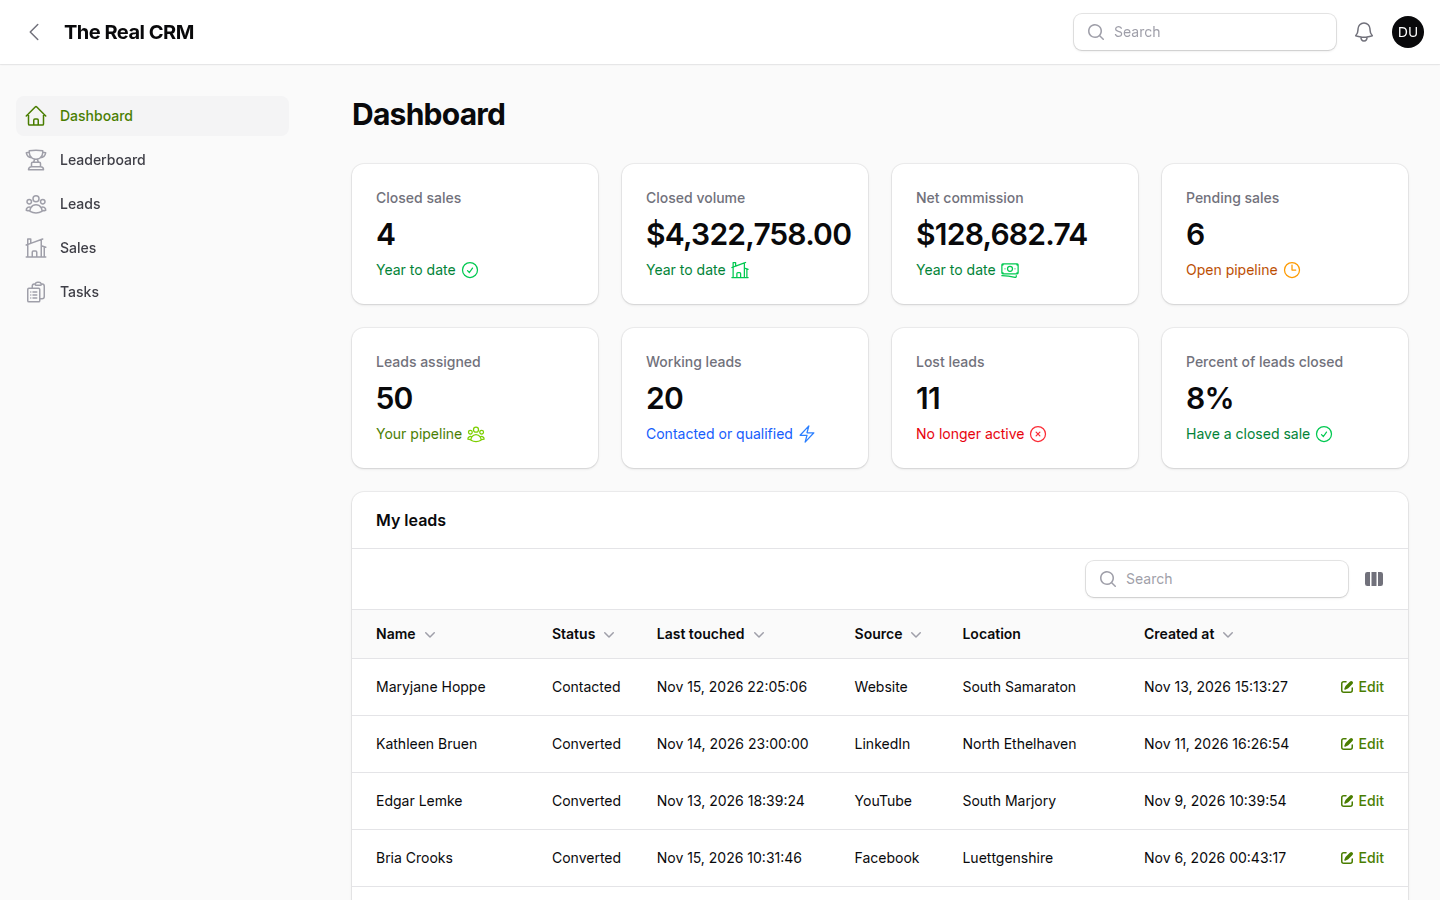 The Real CRM
Search
DU
Dashboard
Leaderboard
Leads
Sales
Tasks
Dashboard
Closed sales
4
Year to date
Closed volume
$4,322,758.00
Year to date
Net commission
$128,682.74
Year to date
Pending sales
6
Open pipeline
Leads assigned
50
Your pipeline
Working leads
20
Contacted or qualified
Lost leads
11
No longer active
Percent of leads closed
8%
Have a closed sale
My leads
Search
Name Status Last touched Source Location Created at
Maryjane Hoppe Contacted Nov 15, 2026 22:05:06 Website South Samaraton Nov 13, 2026 15:13:27 Edit
Kathleen Bruen Converted Nov 14, 2026 23:00:00 LinkedIn North Ethelhaven Nov 11, 2026 16:26:54 Edit
Edgar Lemke Converted Nov 13, 2026 18:39:24 YouTube South Marjory Nov 9, 2026 10:39:54 Edit
Bria Crooks Converted Nov 15, 2026 10:31:46 Facebook Luettgenshire Nov 6, 2026 00:43:17 Edit